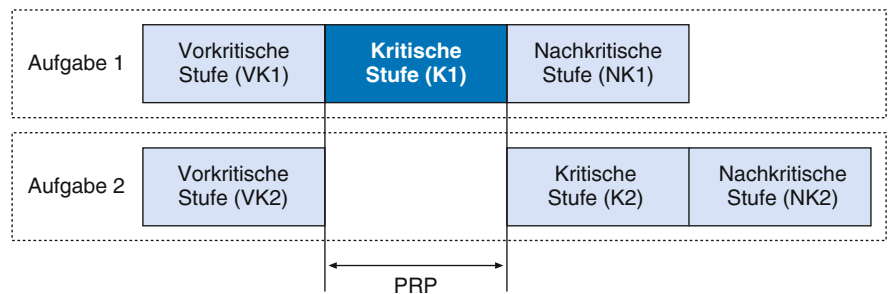 Aufgabe 1
Vorkritische
Stufe (VK1)
Kritische
Stufe (K1)
Nachkritische
Stufe (NK1)
Aufgabe 2
Vorkritische
Stufe (VK2)
Kritische
Stufe (K2)
Nachkritische
Stufe (NK2)
PRP